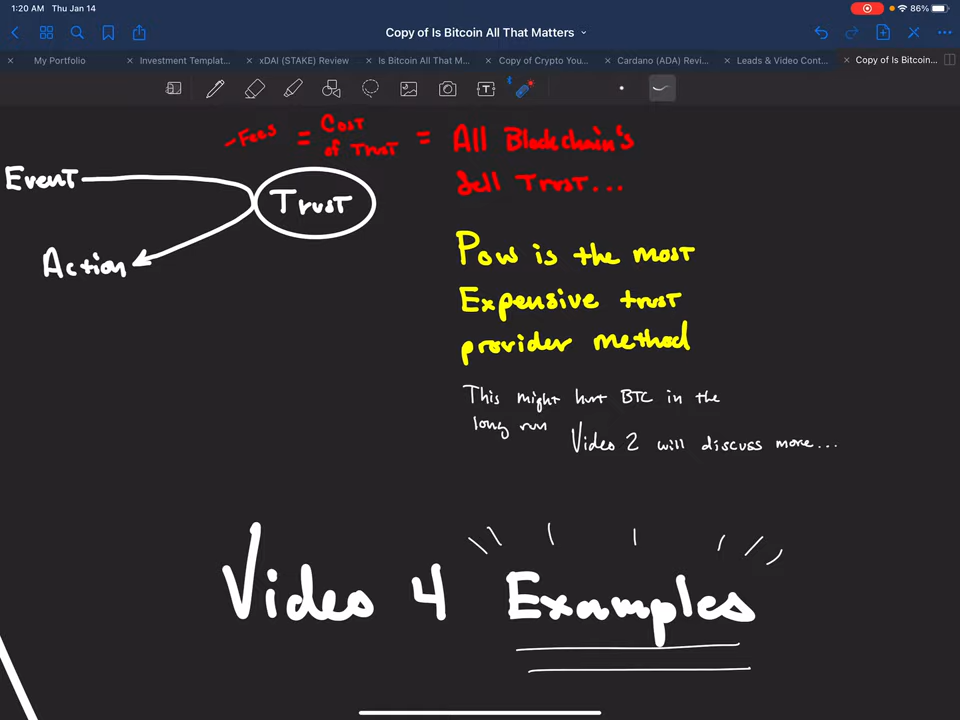 1:20 AM Thu Jan 14
86%
Copy of Is Bitcoin All That Matters
My Portfolio
Investment Templat...
xDAI (STAKE) Review
Is Bitcoin All That M...
Copy of Crypto You...
Cardano (ADA) Revi...
Leads & Video Cont...
Copy of Is Bitcoin...
-Fees = Cost of Trust = All Blockchain's
Sell Trust...
Event
Trust
Action
Pow is the most
Expensive trust
provider method
This might hurt BTC in the
long run
Video 2 will discuss more...
Video 4 Examples